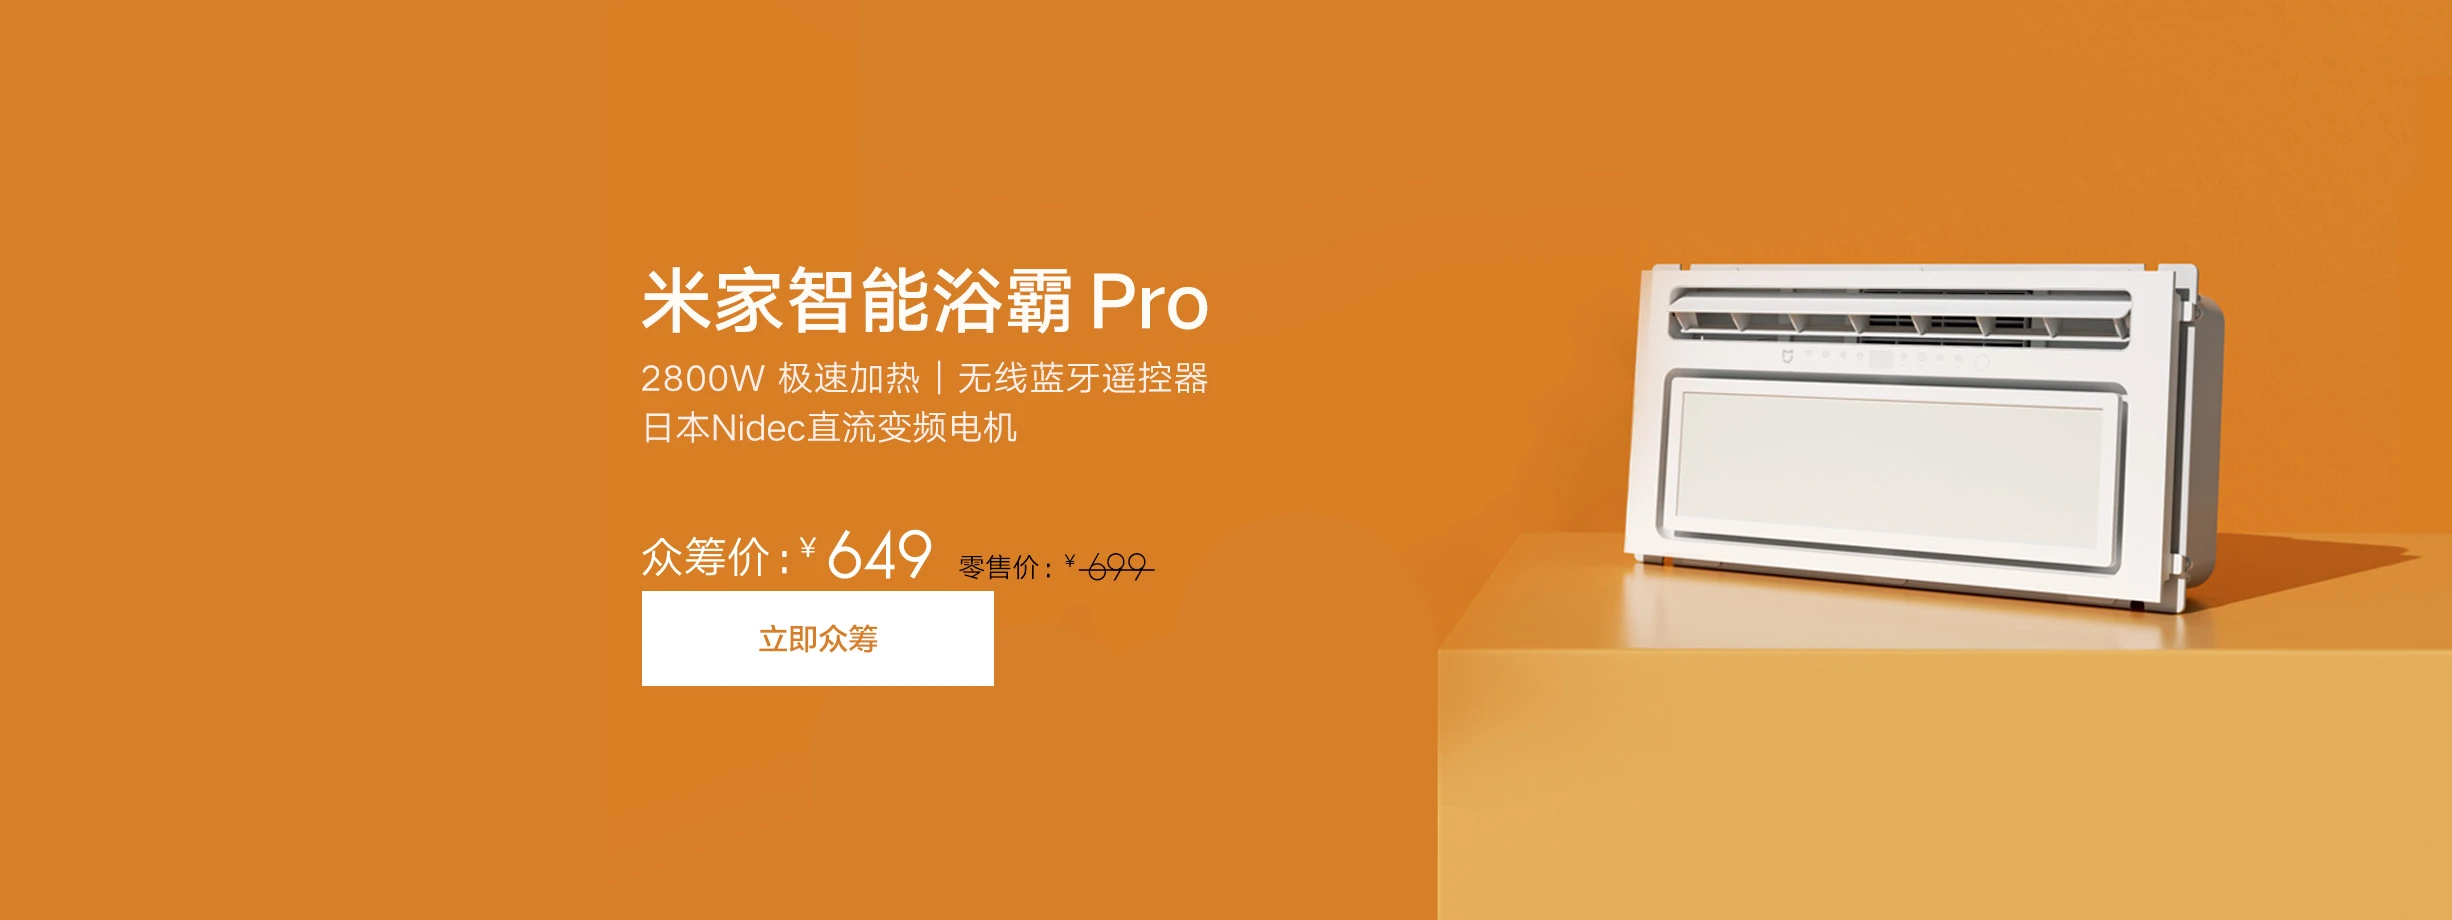 米家智能浴霸 Pro
2800W 极速加热｜无线蓝牙遥控器
日本Nidec直流变频电机
众筹价:¥649 零售价:¥699
立即众筹